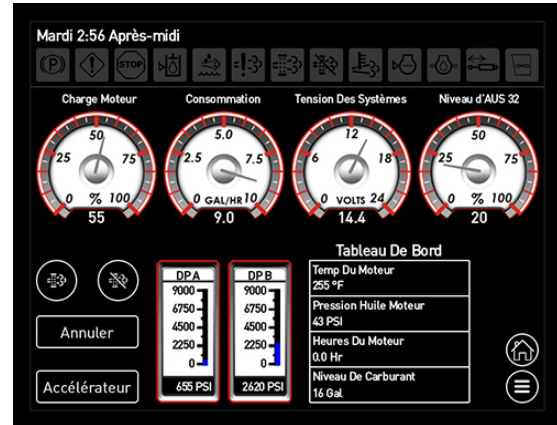 Mardi 2:56 Après-midi
P
!
STOP
Charge Moteur
Consommation
Tension Des Systèmes
Niveau d'AUS 32
0 25 50 75 100
%
55
0 2.5 5.0 7.5 10
GAL/HR
9.0
0 6 12 18 24
VOLTS
14.4
0 25 50 75 100
%
20
Annuler
Accélérateur
DP A
9000
6750
4500
2250
0
655 PSI
DP B
9000
6750
4500
2250
0
2620 PSI
Tableau De Bord
Temp Du Moteur
255 °F
Pression Huile Moteur
43 PSI
Heures Du Moteur
0.0 Hr
Niveau De Carburant
16 Gal